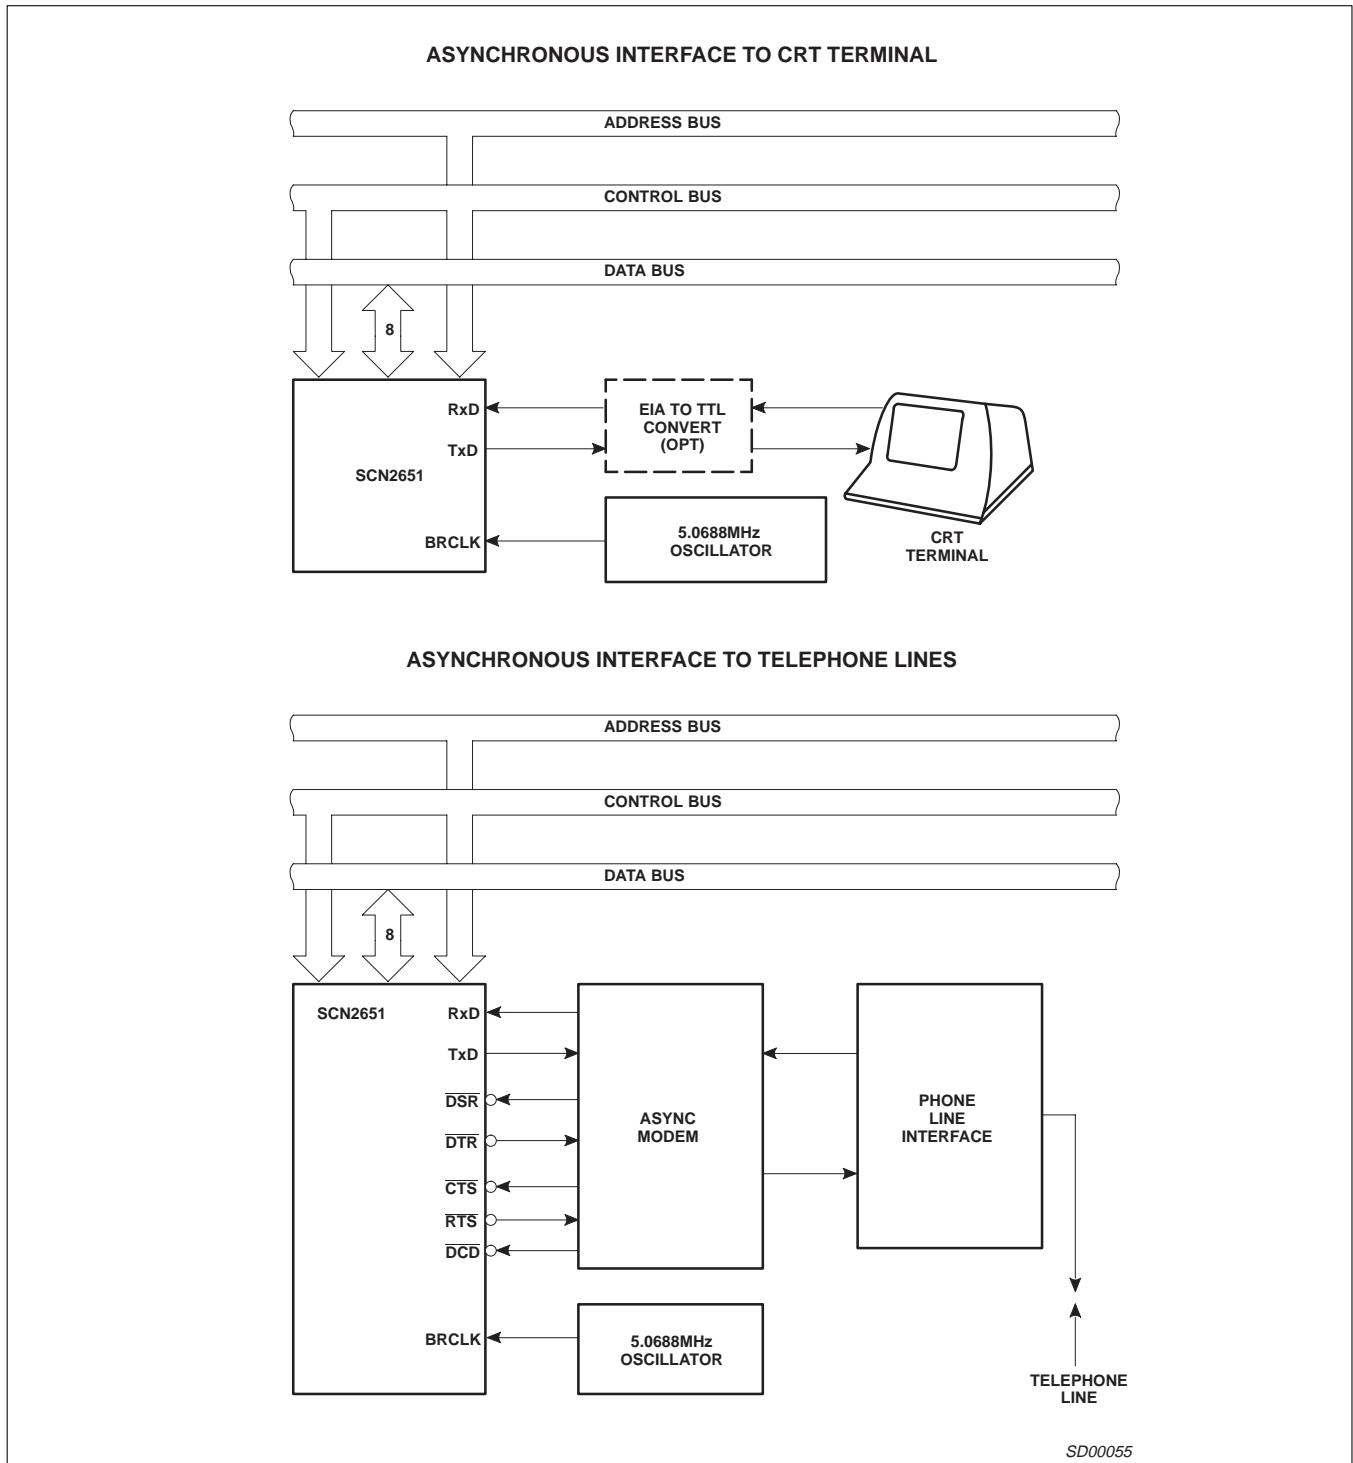 ASYNCHRONOUS INTERFACE TO CRT TERMINAL
ADDRESS BUS
CONTROL BUS
DATA BUS
8
RxD
TxD
SCN2651
BRCLK
EIA TO TTL
CONVERT
(OPT)
5.0688MHz
OSCILLATOR
CRT
TERMINAL
ASYNCHRONOUS INTERFACE TO TELEPHONE LINES
ADDRESS BUS
CONTROL BUS
DATA BUS
8
SCN2651
RxD
TxD
DSR
DTR
CTS
RTS
DCD
BRCLK
ASYNC
MODEM
PHONE
LINE
INTERFACE
5.0688MHz
OSCILLATOR
TELEPHONE
LINE
SD00055